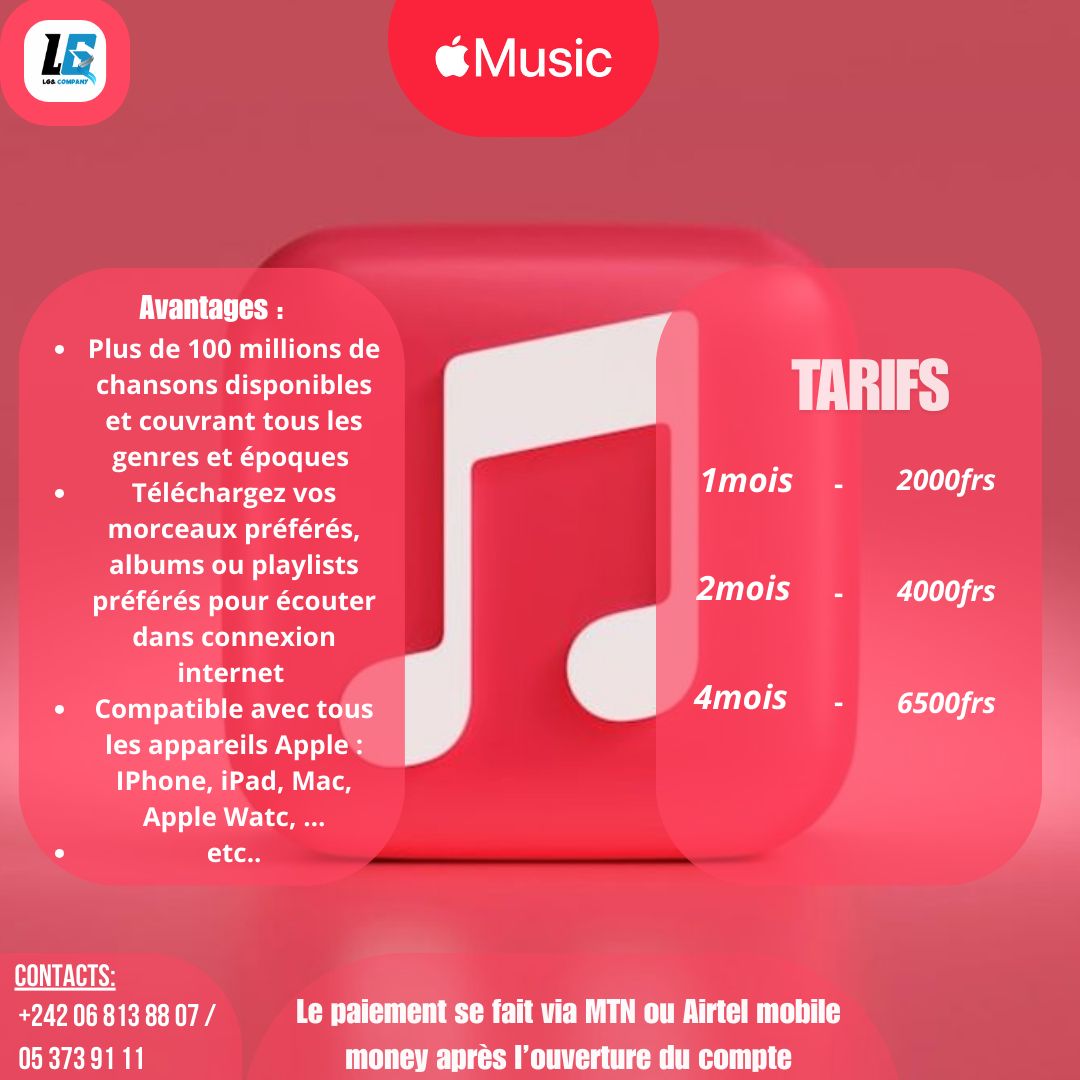 LG
LG& COMPANY
Music
Avantages :
• Plus de 100 millions de
chansons disponibles
et couvrant tous les
genres et époques
• Téléchargez vos
morceaux préférés,
albums ou playlists
préférés pour écouter
dans connexion
internet
• Compatible avec tous
les appareils Apple :
IPhone, iPad, Mac,
Apple Watc, ...
• etc..
TARIFS
1mois - 2000frs
2mois - 4000frs
4mois - 6500frs
CONTACTS:
+242 06 813 88 07 /
05 373 91 11
Le paiement se fait via MTN ou Airtel mobile
money après l'ouverture du compte